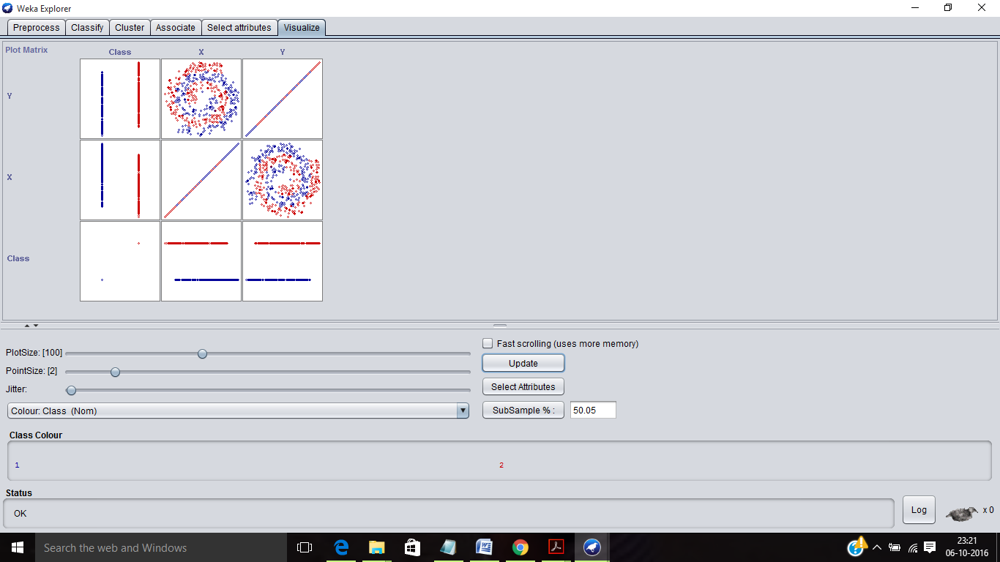 Weka Explorer
Preprocess Classify Cluster Associate Select attributes Visualize
Plot Matrix
Class X Y
Y
X
Class
PlotSize: [100]
PointSize: [2]
Jitter:
Fast scrolling (uses more memory)
Update
Select Attributes
Colour: Class (Nom)
SubSample % : 50.05
Class Colour
1 2
Status
OK
Log
x 0
Search the web and Windows
23:21
06-10-2016